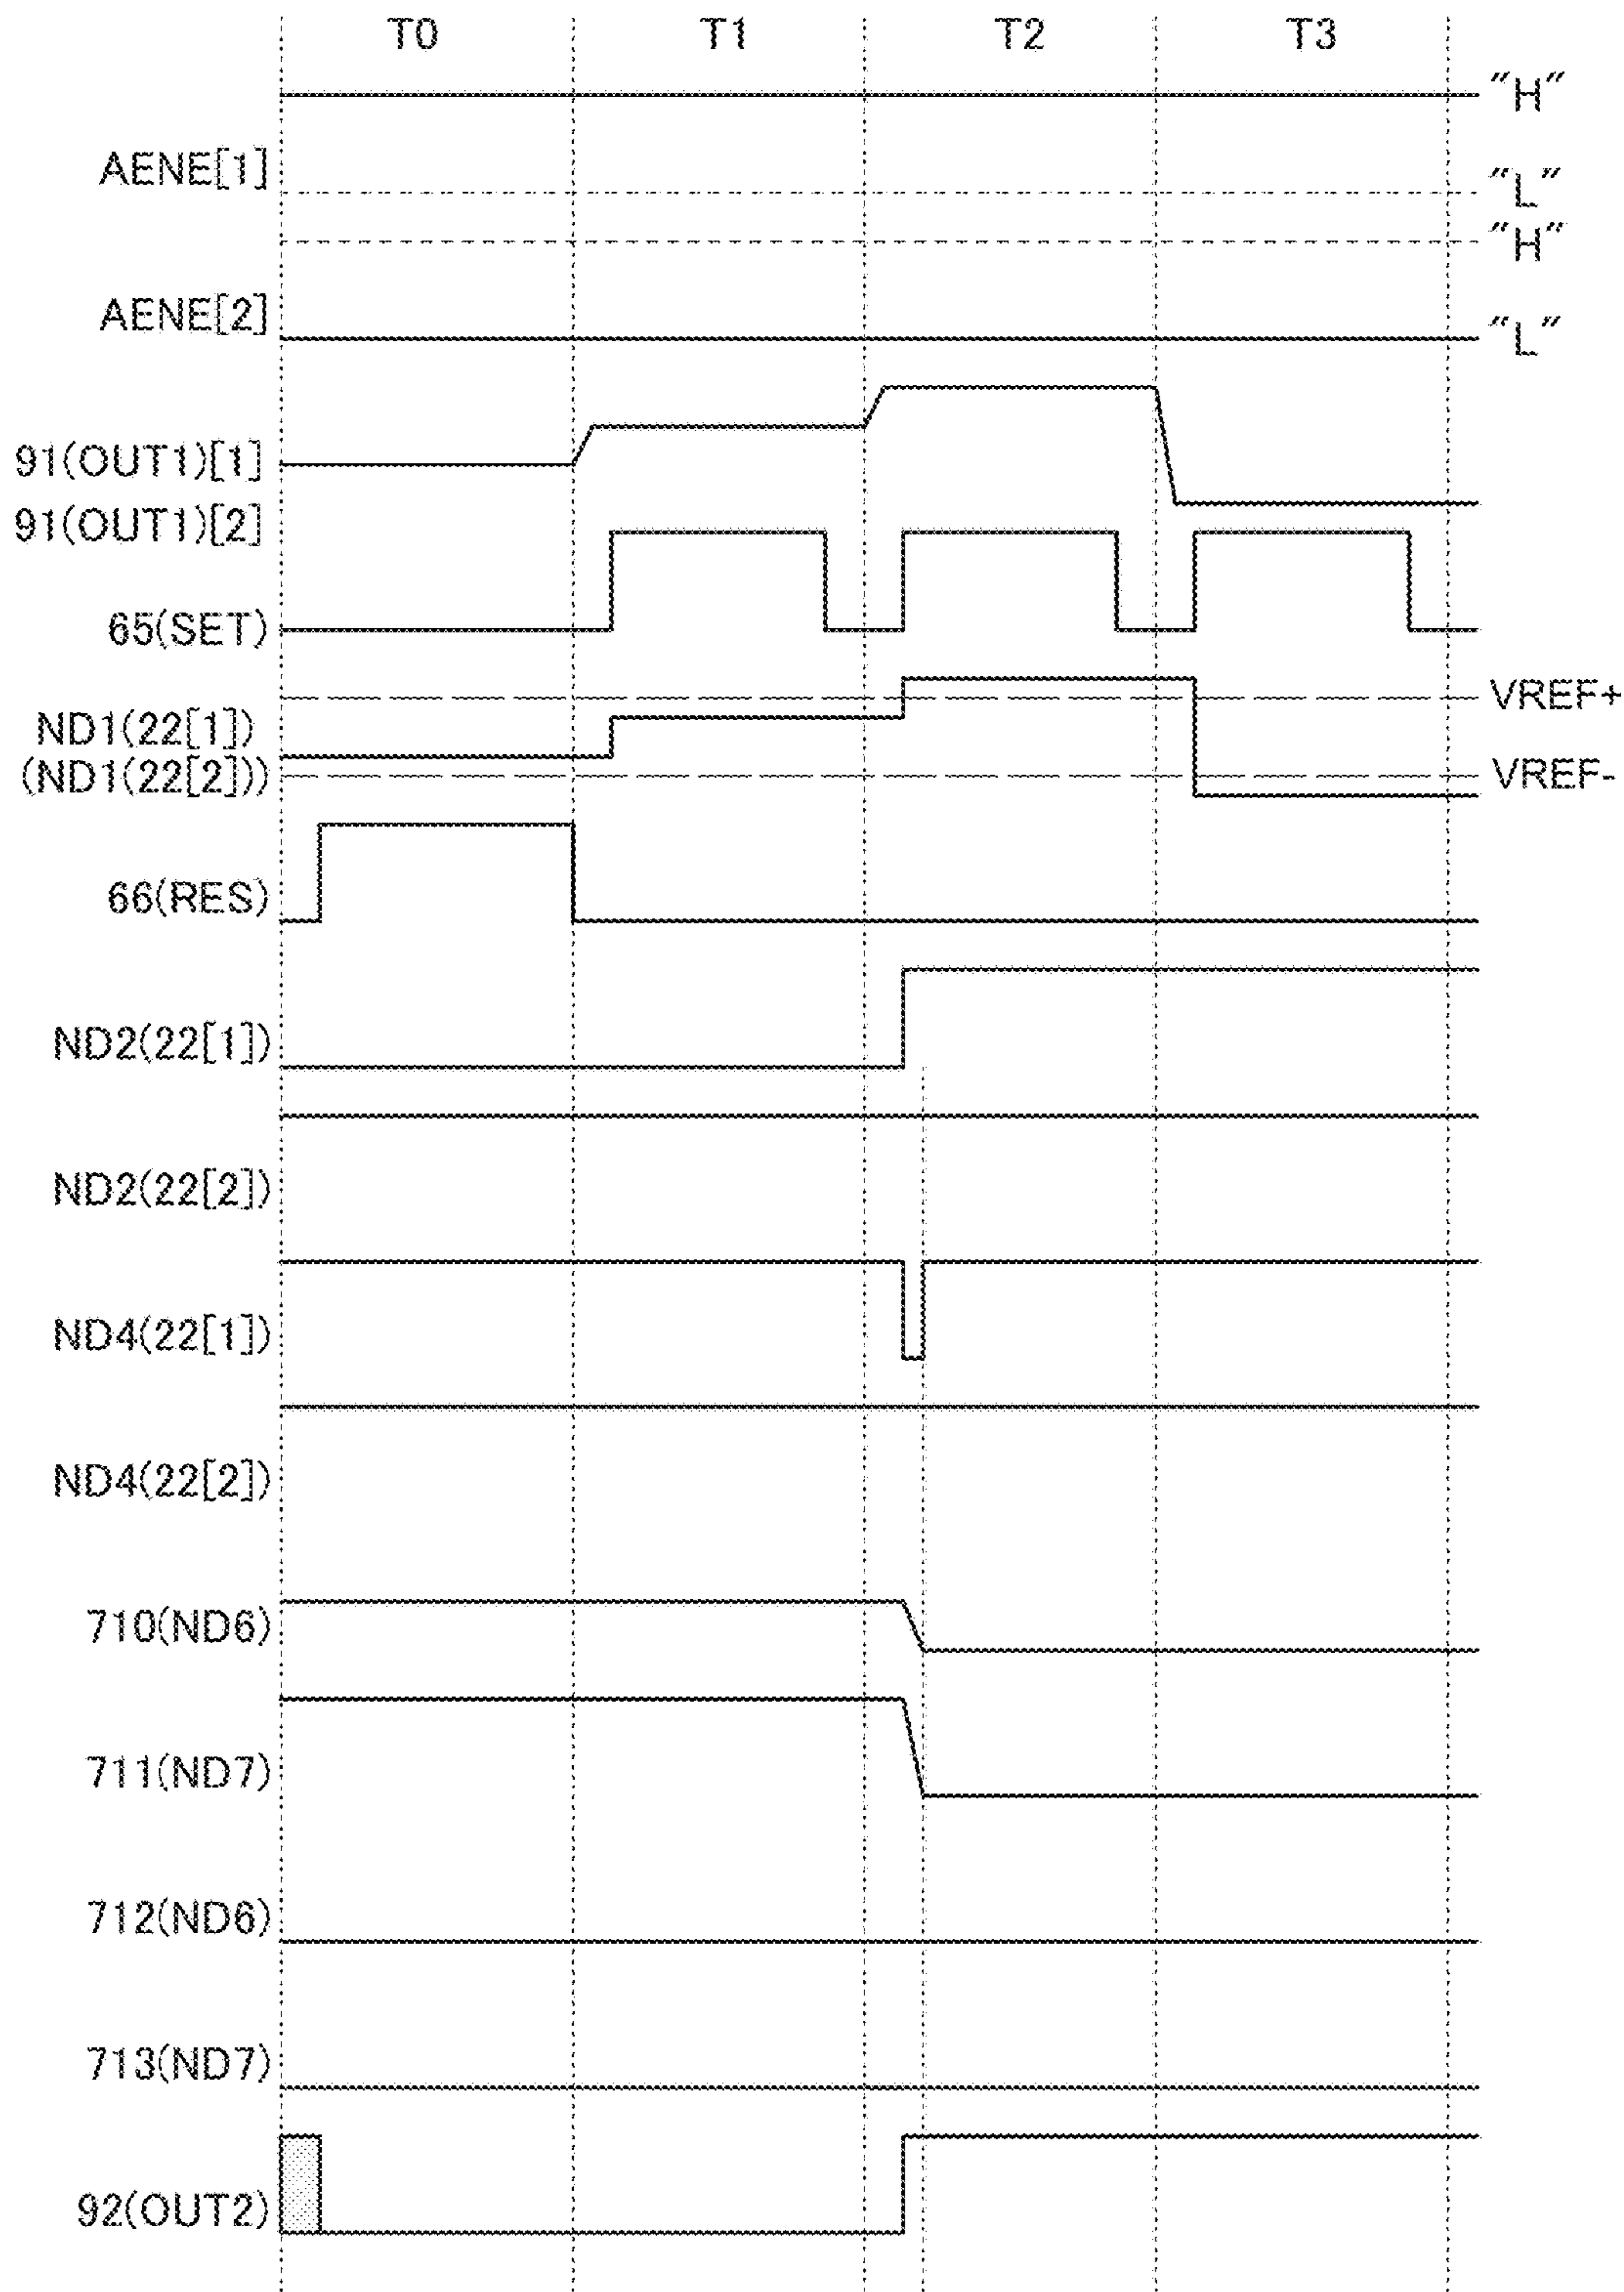 T0 T1 T2 T3
"H"
AENE[1]
"L"
"H"
AENE[2]
"L"
91(OUT1)[1]
91(OUT1)[2]
65(SET)
VREF+
ND1(22[1])
(ND1(22[2]))
VREF-
66(RES)
ND2(22[1])
ND2(22[2])
ND4(22[1])
ND4(22[2])
710(ND6)
711(ND7)
712(ND6)
713(ND7)
92(OUT2)